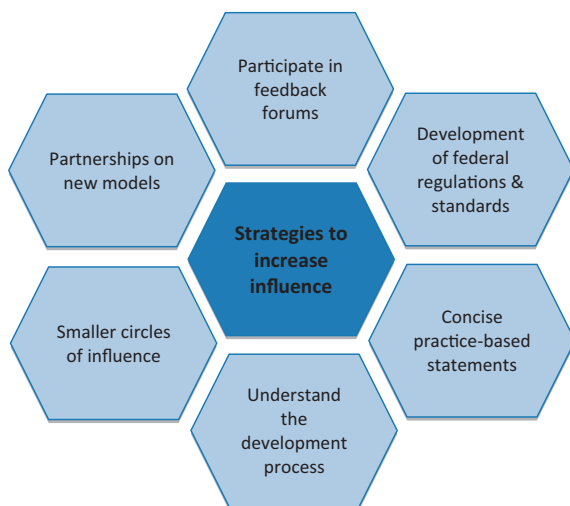 Participate in
feedback
forums
Development
of federal
regulations &
standards
Partnerships on
new models
Strategies to
increase
influence
Concise
practice-based
statements
Smaller circles
of influence
Understand
the
development
process